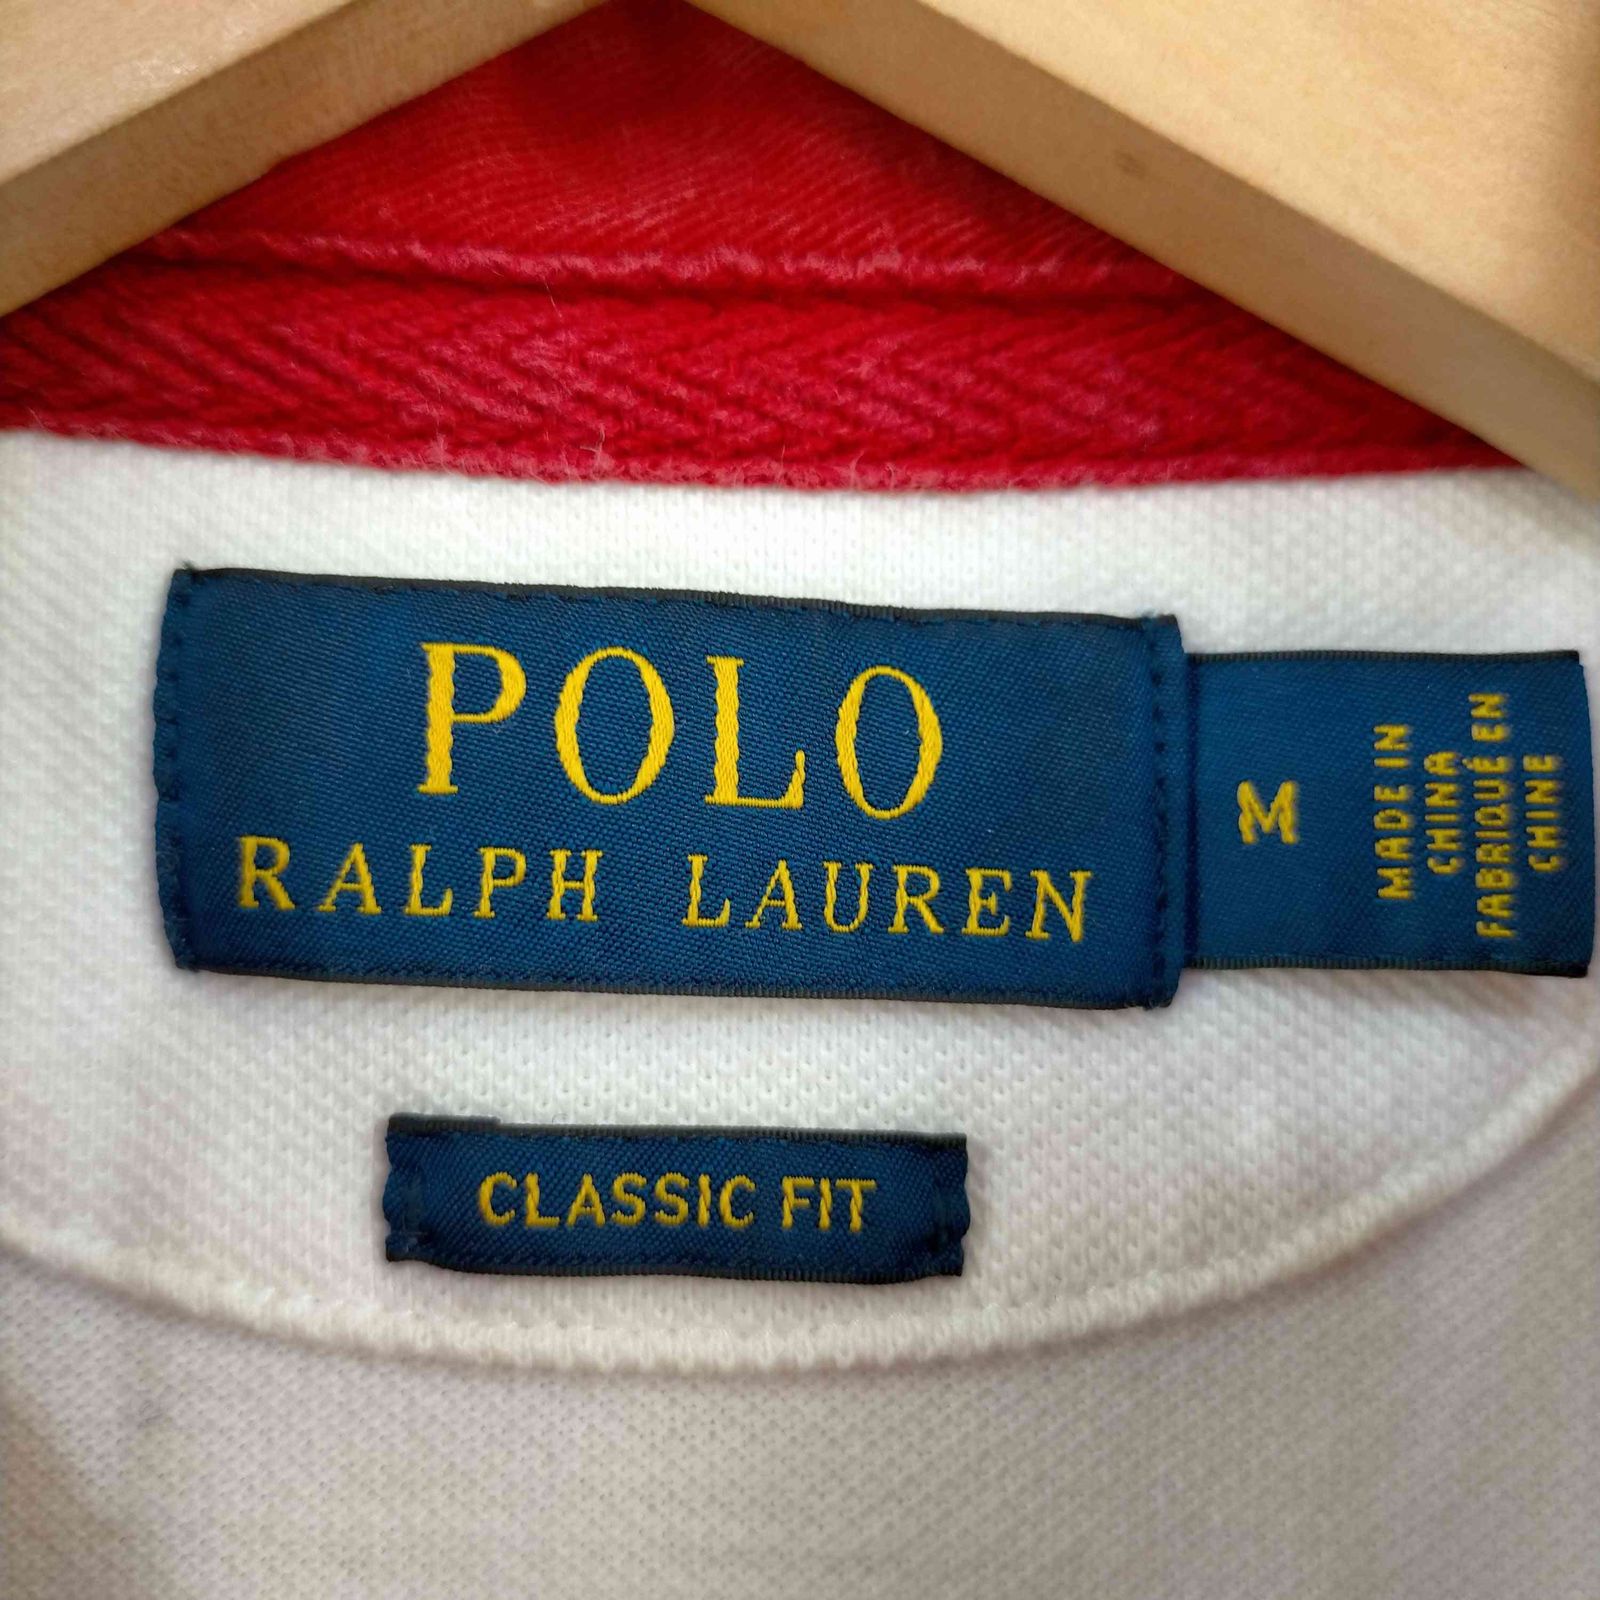 POLO
RALPH LAUREN
M
MADE IN
CHINA
FABRIQUÉ EN
CHINE
CLASSIC FIT